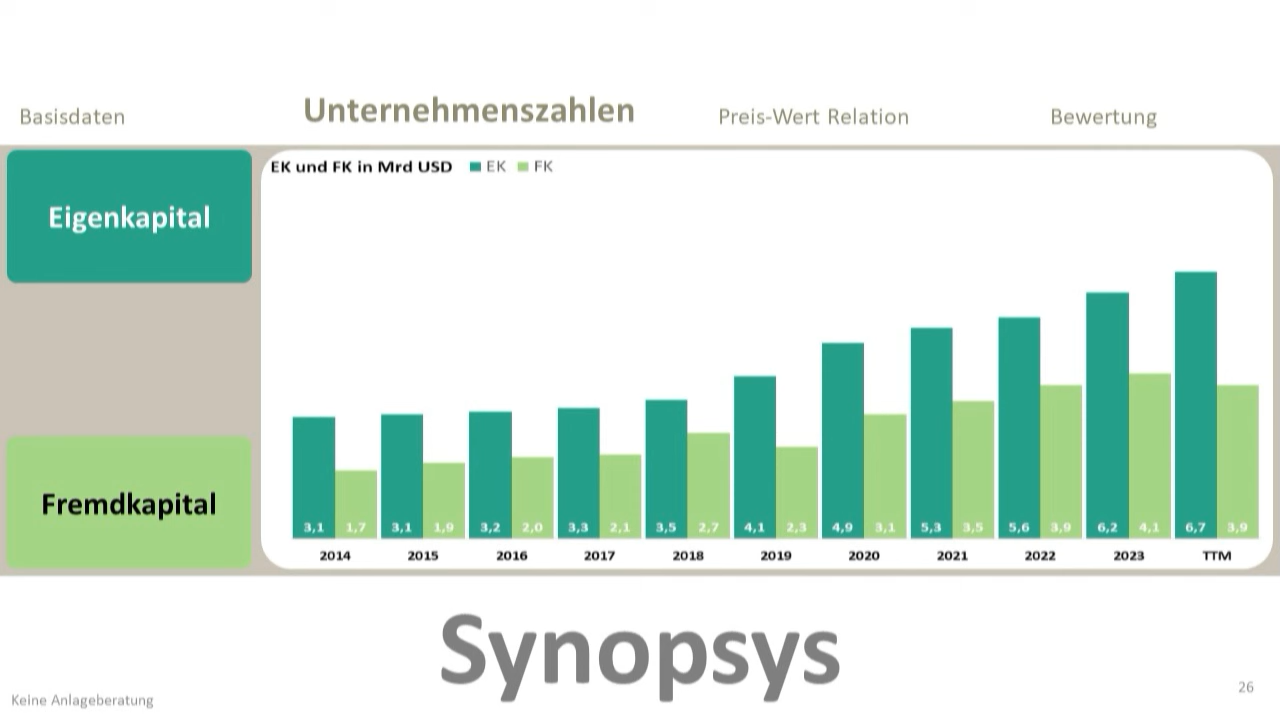 Basisdaten Unternehmenszahlen Preis-Wert Relation Bewertung
Eigenkapital
Fremdkapital
EK und FK in Mrd USD EK FK
3,1 1,7 3,1 1,9 3,2 2,0 3,3 2,1 3,5 2,7 4,1 2,3 4,9 3,1 5,3 3,5 5,6 3,9 6,2 4,1 6,7 3,9
2014 2015 2016 2017 2018 2019 2020 2021 2022 2023 TTM
Synopsys
Keine Anlageberatung
26